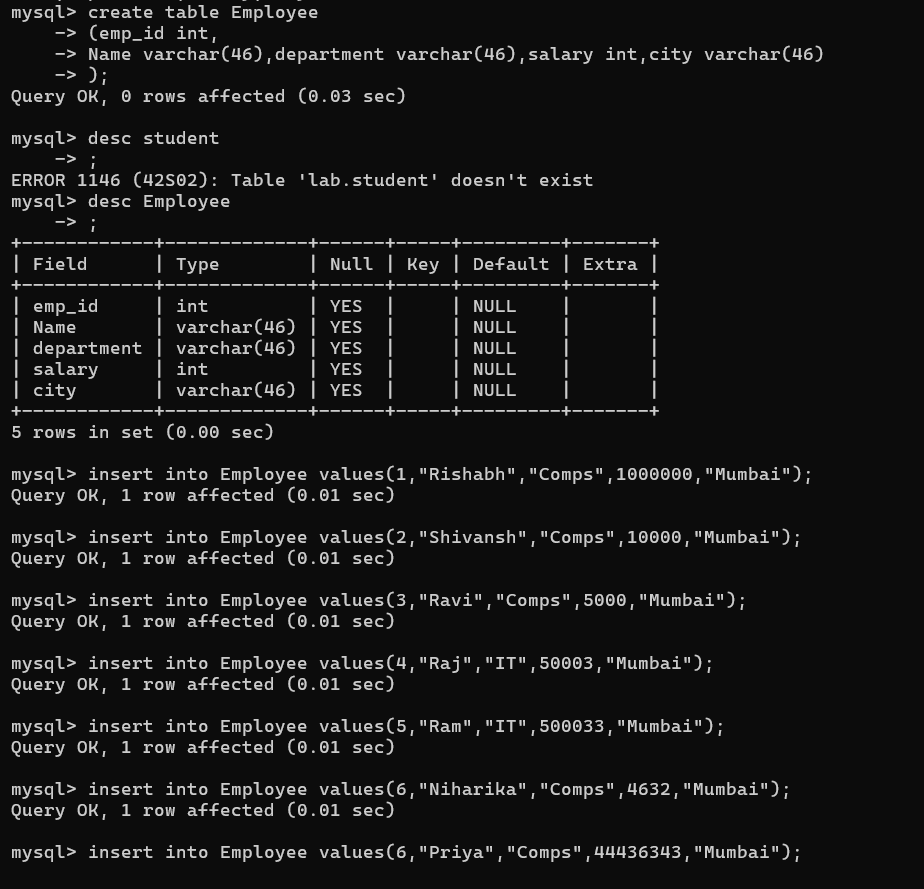 mysql> create table Employee
    -> (emp_id int,
    -> Name varchar(46),department varchar(46),salary int,city varchar(46)
    -> );
Query OK, 0 rows affected (0.03 sec)

mysql> desc student
    -> ;
ERROR 1146 (42S02): Table 'lab.student' doesn't exist
mysql> desc Employee
    -> ;
+------------+-------------+------+-----+---------+-------+
| Field      | Type        | Null | Key | Default | Extra |
+------------+-------------+------+-----+---------+-------+
| emp_id     | int         | YES  |     | NULL    |       |
| Name       | varchar(46) | YES  |     | NULL    |       |
| department | varchar(46) | YES  |     | NULL    |       |
| salary     | int         | YES  |     | NULL    |       |
| city       | varchar(46) | YES  |     | NULL    |       |
+------------+-------------+------+-----+---------+-------+
5 rows in set (0.00 sec)

mysql> insert into Employee values(1,"Rishabh","Comps",1000000,"Mumbai");
Query OK, 1 row affected (0.01 sec)

mysql> insert into Employee values(2,"Shivansh","Comps",10000,"Mumbai");
Query OK, 1 row affected (0.01 sec)

mysql> insert into Employee values(3,"Ravi","Comps",5000,"Mumbai");
Query OK, 1 row affected (0.01 sec)

mysql> insert into Employee values(4,"Raj","IT",50003,"Mumbai");
Query OK, 1 row affected (0.01 sec)

mysql> insert into Employee values(5,"Ram","IT",500033,"Mumbai");
Query OK, 1 row affected (0.01 sec)

mysql> insert into Employee values(6,"Niharika","Comps",4632,"Mumbai");
Query OK, 1 row affected (0.01 sec)

mysql> insert into Employee values(6,"Priya","Comps",44436343,"Mumbai");